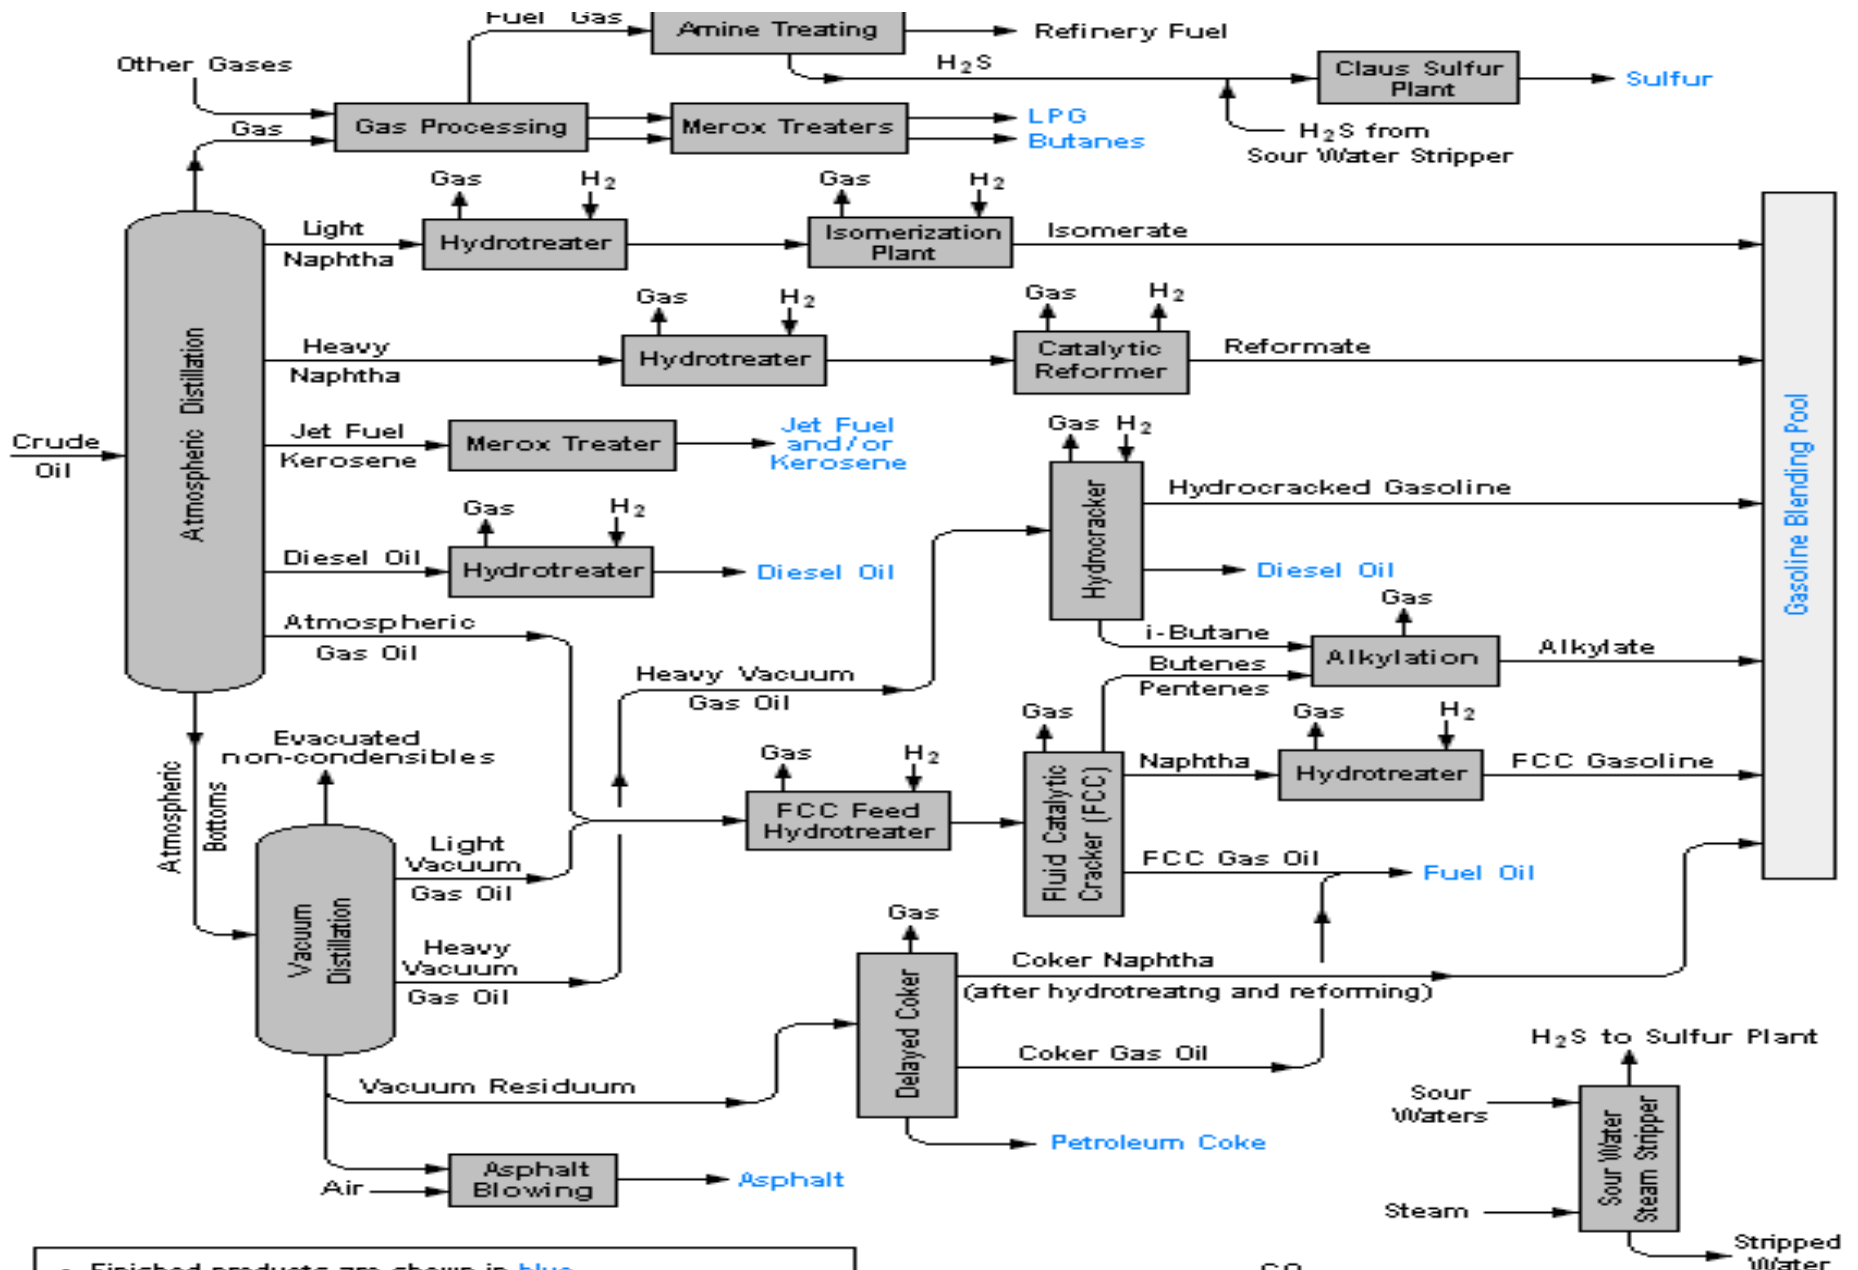 Fuel Gas
Amine Treating
Refinery Fuel
Other Gases
H₂S
Claus Sulfur
Plant
Sulfur
Gas
Gas Processing
Merox Treaters
LPG
Butanes
H₂S from
Sour Water Stripper
Gas
H₂
Gas
H₂
Light
Naphtha
Hydrotreater
Isomerization
Plant
Isomerate
Gas
H₂
Gas
H₂
Heavy
Naphtha
Hydrotreater
Catalytic
Reformer
Reformate
Atmospheric Distillation
Crude
Oil
Jet Fuel
Kerosene
Merox Treater
Jet Fuel
and/or
Kerosene
Gas
H₂
Hydrocracker
Hydrocracked Gasoline
Gasoline Blending Pool
Gas
H₂
Diesel Oil
Hydrotreater
Diesel Oil
Diesel Oil
Gas
Atmospheric
Gas Oil
i-Butane
Butenes
Pentenes
Alkylation
Alkylate
Heavy Vacuum
Gas Oil
Evacuated
non-condensibles
Atmospheric
Bottoms
Gas
H₂
FCC Feed
Hydrotreater
Gas
Fluid Catalytic
Cracker (FCC)
Naphtha
Gas
H₂
Hydrotreater
FCC Gasoline
Light
Vacuum
Gas Oil
FCC Gas Oil
Fuel Oil
Vacuum
Distillation
Heavy
Vacuum
Gas Oil
Gas
Delayed Coker
Coker Naphtha
(after hydrotreatng and reforming)
Coker Gas Oil
Vacuum Residuum
Petroleum Coke
Air
Asphalt
Blowing
Asphalt
H₂S to Sulfur Plant
Sour
Waters
Sour Water
Steam Stripper
Steam
Stripped
Water
• Finished products are shown in blue